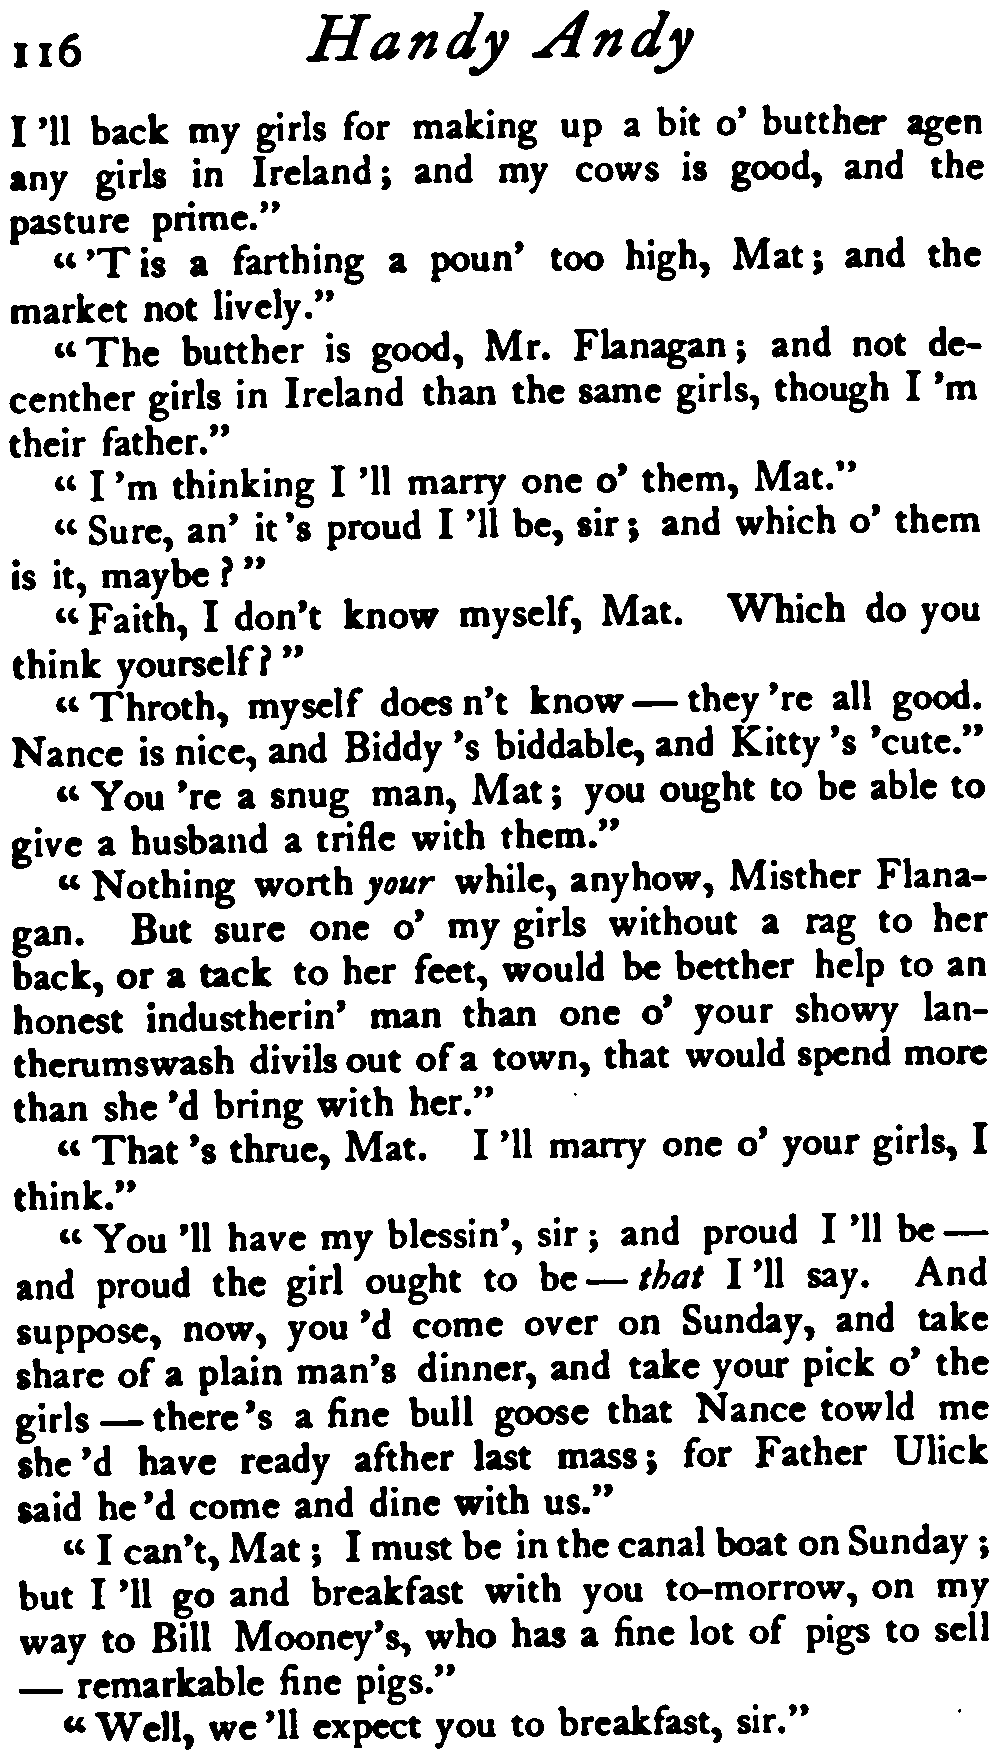 116 Handy Andy
I 'll back my girls for making up a bit o' butther agen
any girls in Ireland; and my cows is good, and the
pasture prime."
"'T is a farthing a poun' too high, Mat; and the
market not lively."
"The butther is good, Mr. Flanagan; and not de-
center girls in Ireland than the same girls, though I 'm
their father."
"I 'm thinking I 'll marry one o' them, Mat."
"Sure, an' it 's proud I 'll be, sir; and which o' them
is it, maybe?"
"Faith, I don't know myself, Mat. Which do you
think yourself?"
"Throth, myself does n't know — they 're all good.
Nance is nice, and Biddy 's biddable, and Kitty 's 'cute."
"You 're a snug man, Mat; you ought to be able to
give a husband a trifle with them."
"Nothing worth your while, anyhow, Misther Flana-
gan. But sure one o' my girls without a rag to her
back, or a tack to her feet, would be betther help to an
honest industherin' man than one o' your showy lan-
therumswash divils out of a town, that would spend more
than she 'd bring with her."
"That 's thrue, Mat. I 'll marry one o' your girls, I
think."
"You 'll have my blessin', sir; and proud I 'll be —
and proud the girl ought to be — that I 'll say. And
suppose, now, you 'd come over on Sunday, and take
share of a plain man's dinner, and take your pick o' the
girls — there 's a fine bull goose that Nance towld me
she 'd have ready afther last mass; for Father Ulick
said he 'd come and dine with us."
"I can't, Mat; I must be in the canal boat on Sunday;
but I 'll go and breakfast with you to-morrow, on my
way to Bill Mooney's, who has a fine lot of pigs to sell
— remarkable fine pigs."
"Well, we 'll expect you to breakfast, sir."